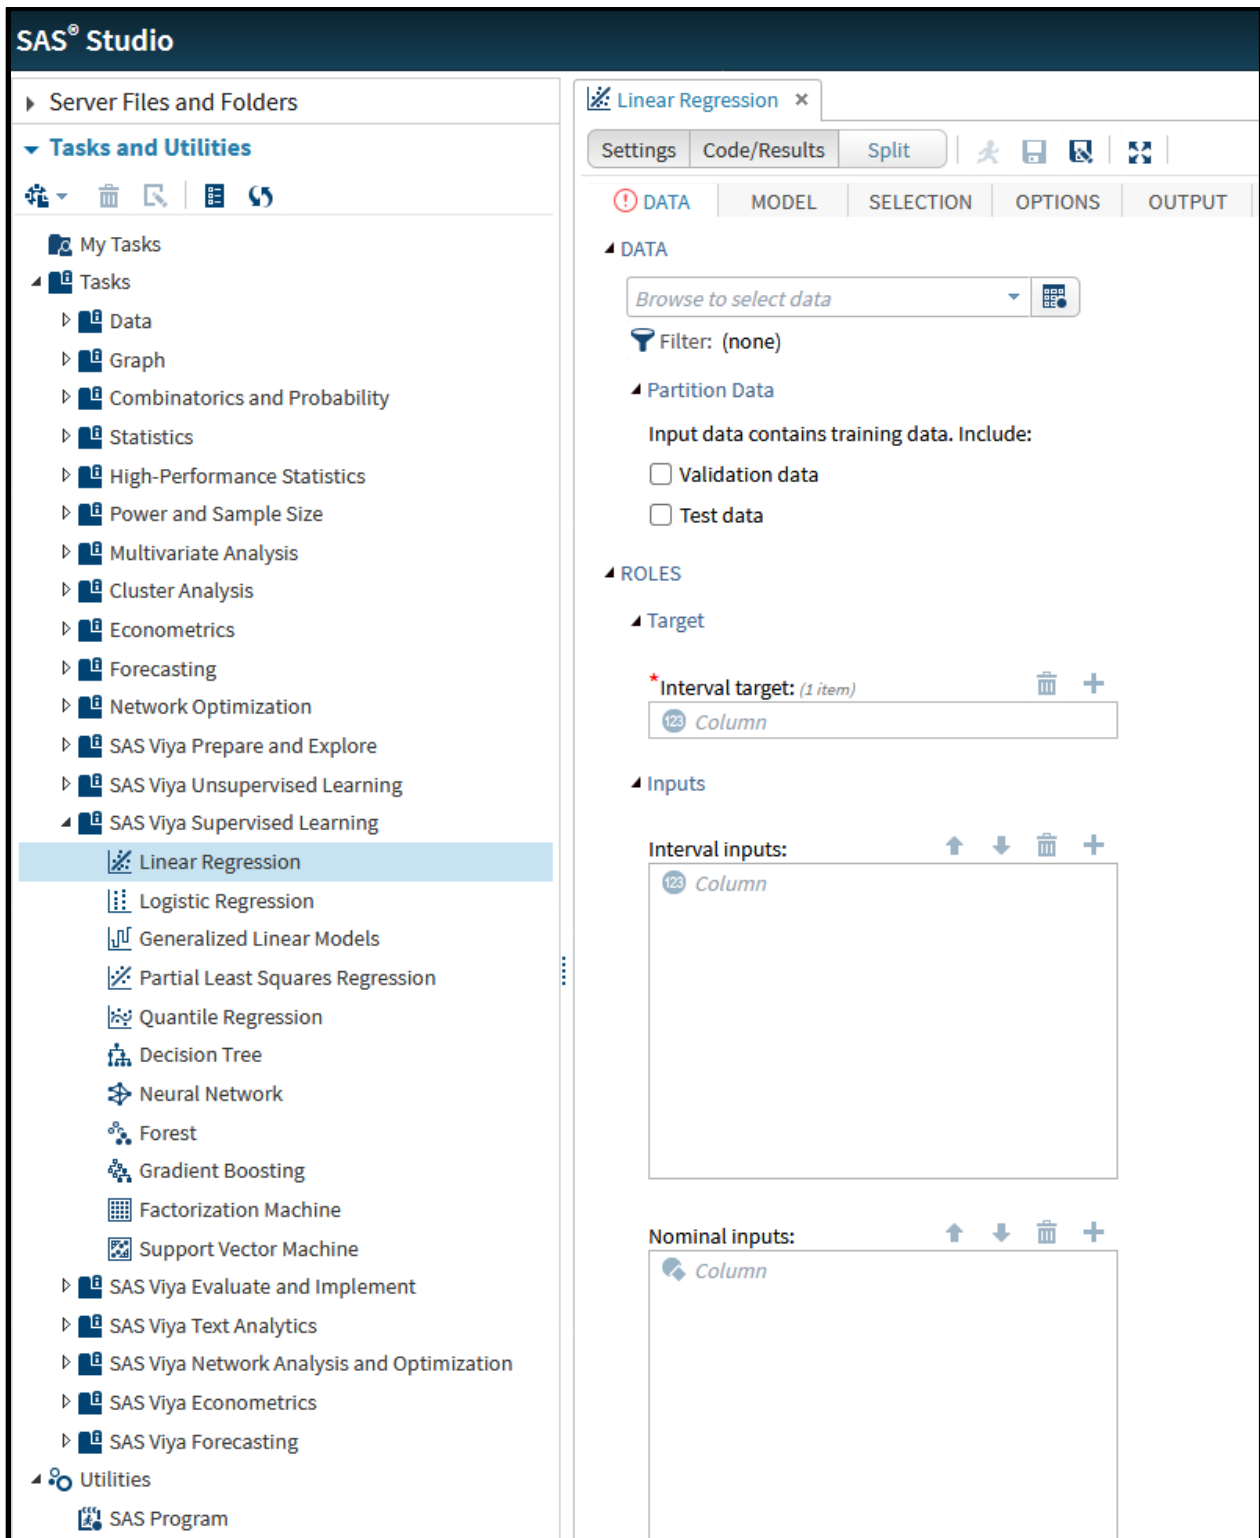 SAS® Studio
Server Files and Folders
Tasks and Utilities
My Tasks
Tasks
Data
Graph
Combinatorics and Probability
Statistics
High-Performance Statistics
Power and Sample Size
Multivariate Analysis
Cluster Analysis
Econometrics
Forecasting
Network Optimization
SAS Viya Prepare and Explore
SAS Viya Unsupervised Learning
SAS Viya Supervised Learning
Linear Regression
Logistic Regression
Generalized Linear Models
Partial Least Squares Regression
Quantile Regression
Decision Tree
Neural Network
Forest
Gradient Boosting
Factorization Machine
Support Vector Machine
SAS Viya Evaluate and Implement
SAS Viya Text Analytics
SAS Viya Network Analysis and Optimization
SAS Viya Econometrics
SAS Viya Forecasting
Utilities
SAS Program
Linear Regression
Settings Code/Results Split
DATA MODEL SELECTION OPTIONS OUTPUT
DATA
Browse to select data
Filter: (none)
Partition Data
Input data contains training data. Include:
Validation data
Test data
ROLES
Target
*Interval target: (1 item)
123 Column
Inputs
Interval inputs:
123 Column
Nominal inputs:
Column